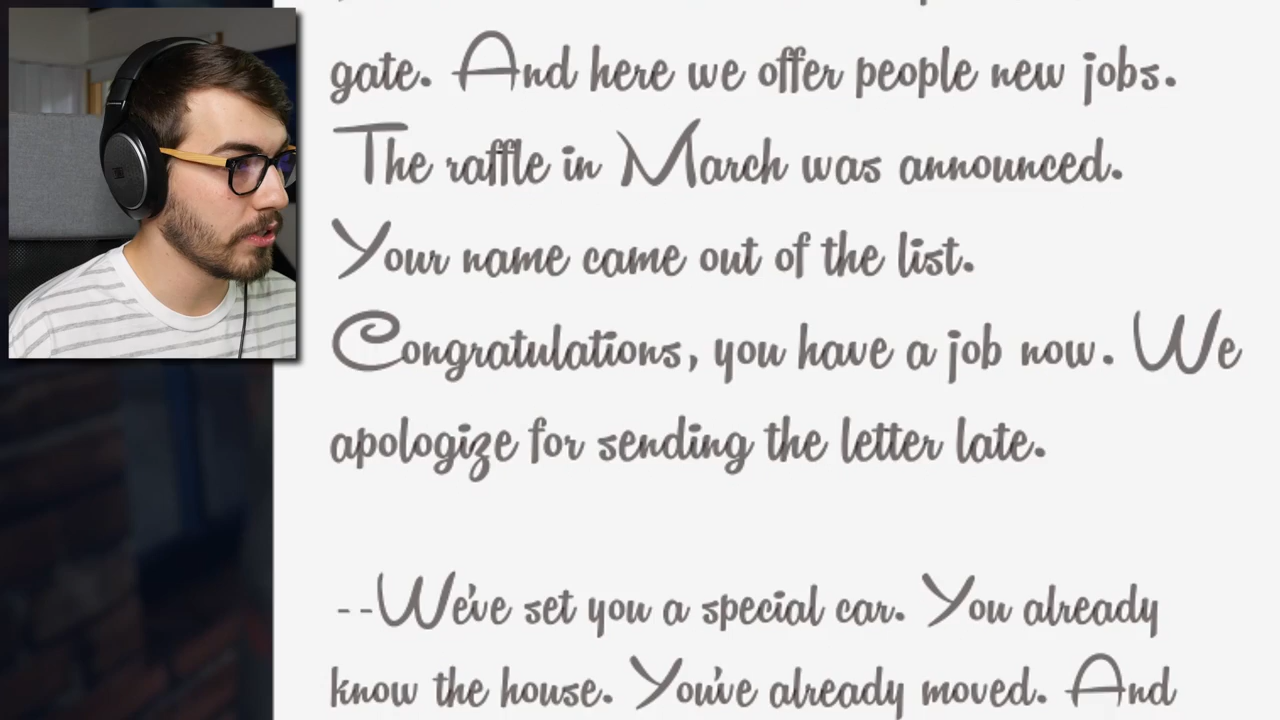 gate. And here we offer people new jobs.
The raffle in March was announced.
Your name came out of the list.
Congratulations, you have a job now. We
apologize for sending the letter late.
--We've set you a special car. You already
know the house. You've already moved. And